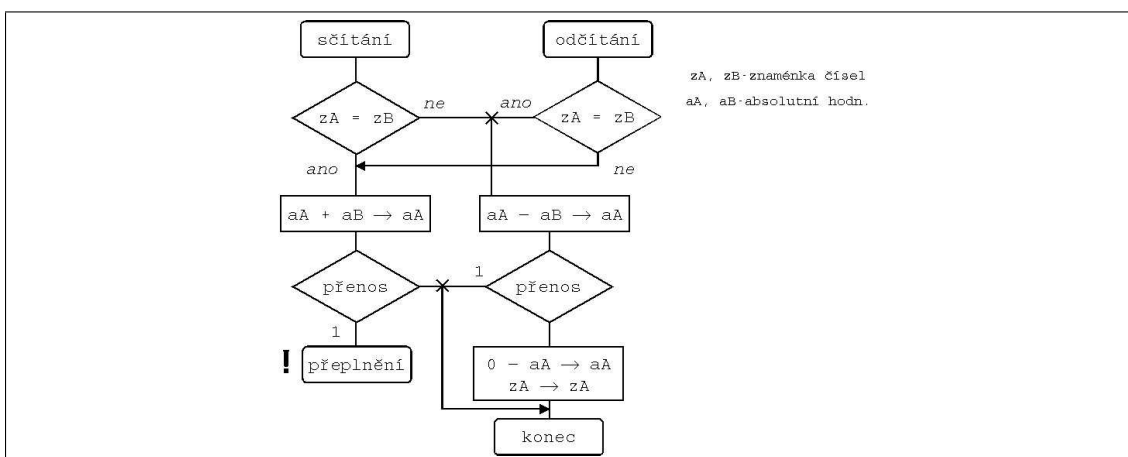 sčítání
odčítání
zA, zB-znaménka čísel
aA, aB-absolutní hodn.
zA = zB
ne
ano
zA = zB
ano
ne
aA + aB → aA
aA − aB → aA
přenos
1
přenos
1
! přeplnění
0 − aA → aA
zA → zA
konec